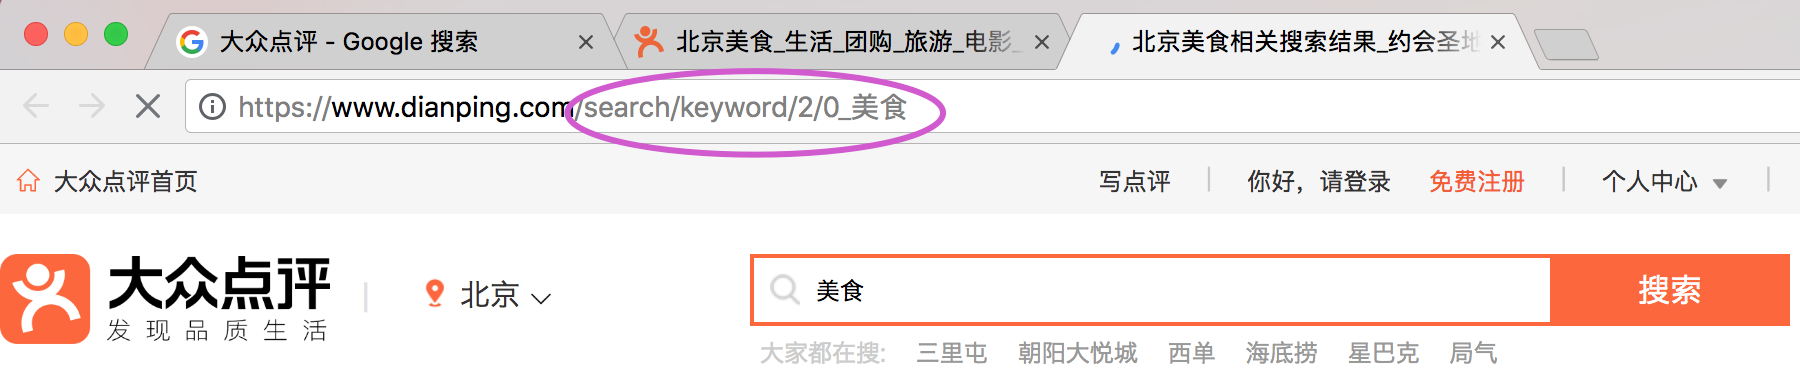 大众点评 - Google 搜索
北京美食_生活_团购_旅游_电影_
北京美食相关搜索结果_约会圣地
https://www.dianping.com/search/keyword/2/0_美食
大众点评首页 写点评 你好，请登录 免费注册 个人中心
大众点评
发现品质生活
北京
美食
搜索
大家都在搜: 三里屯 朝阳大悦城 西单 海底捞 星巴克 局气